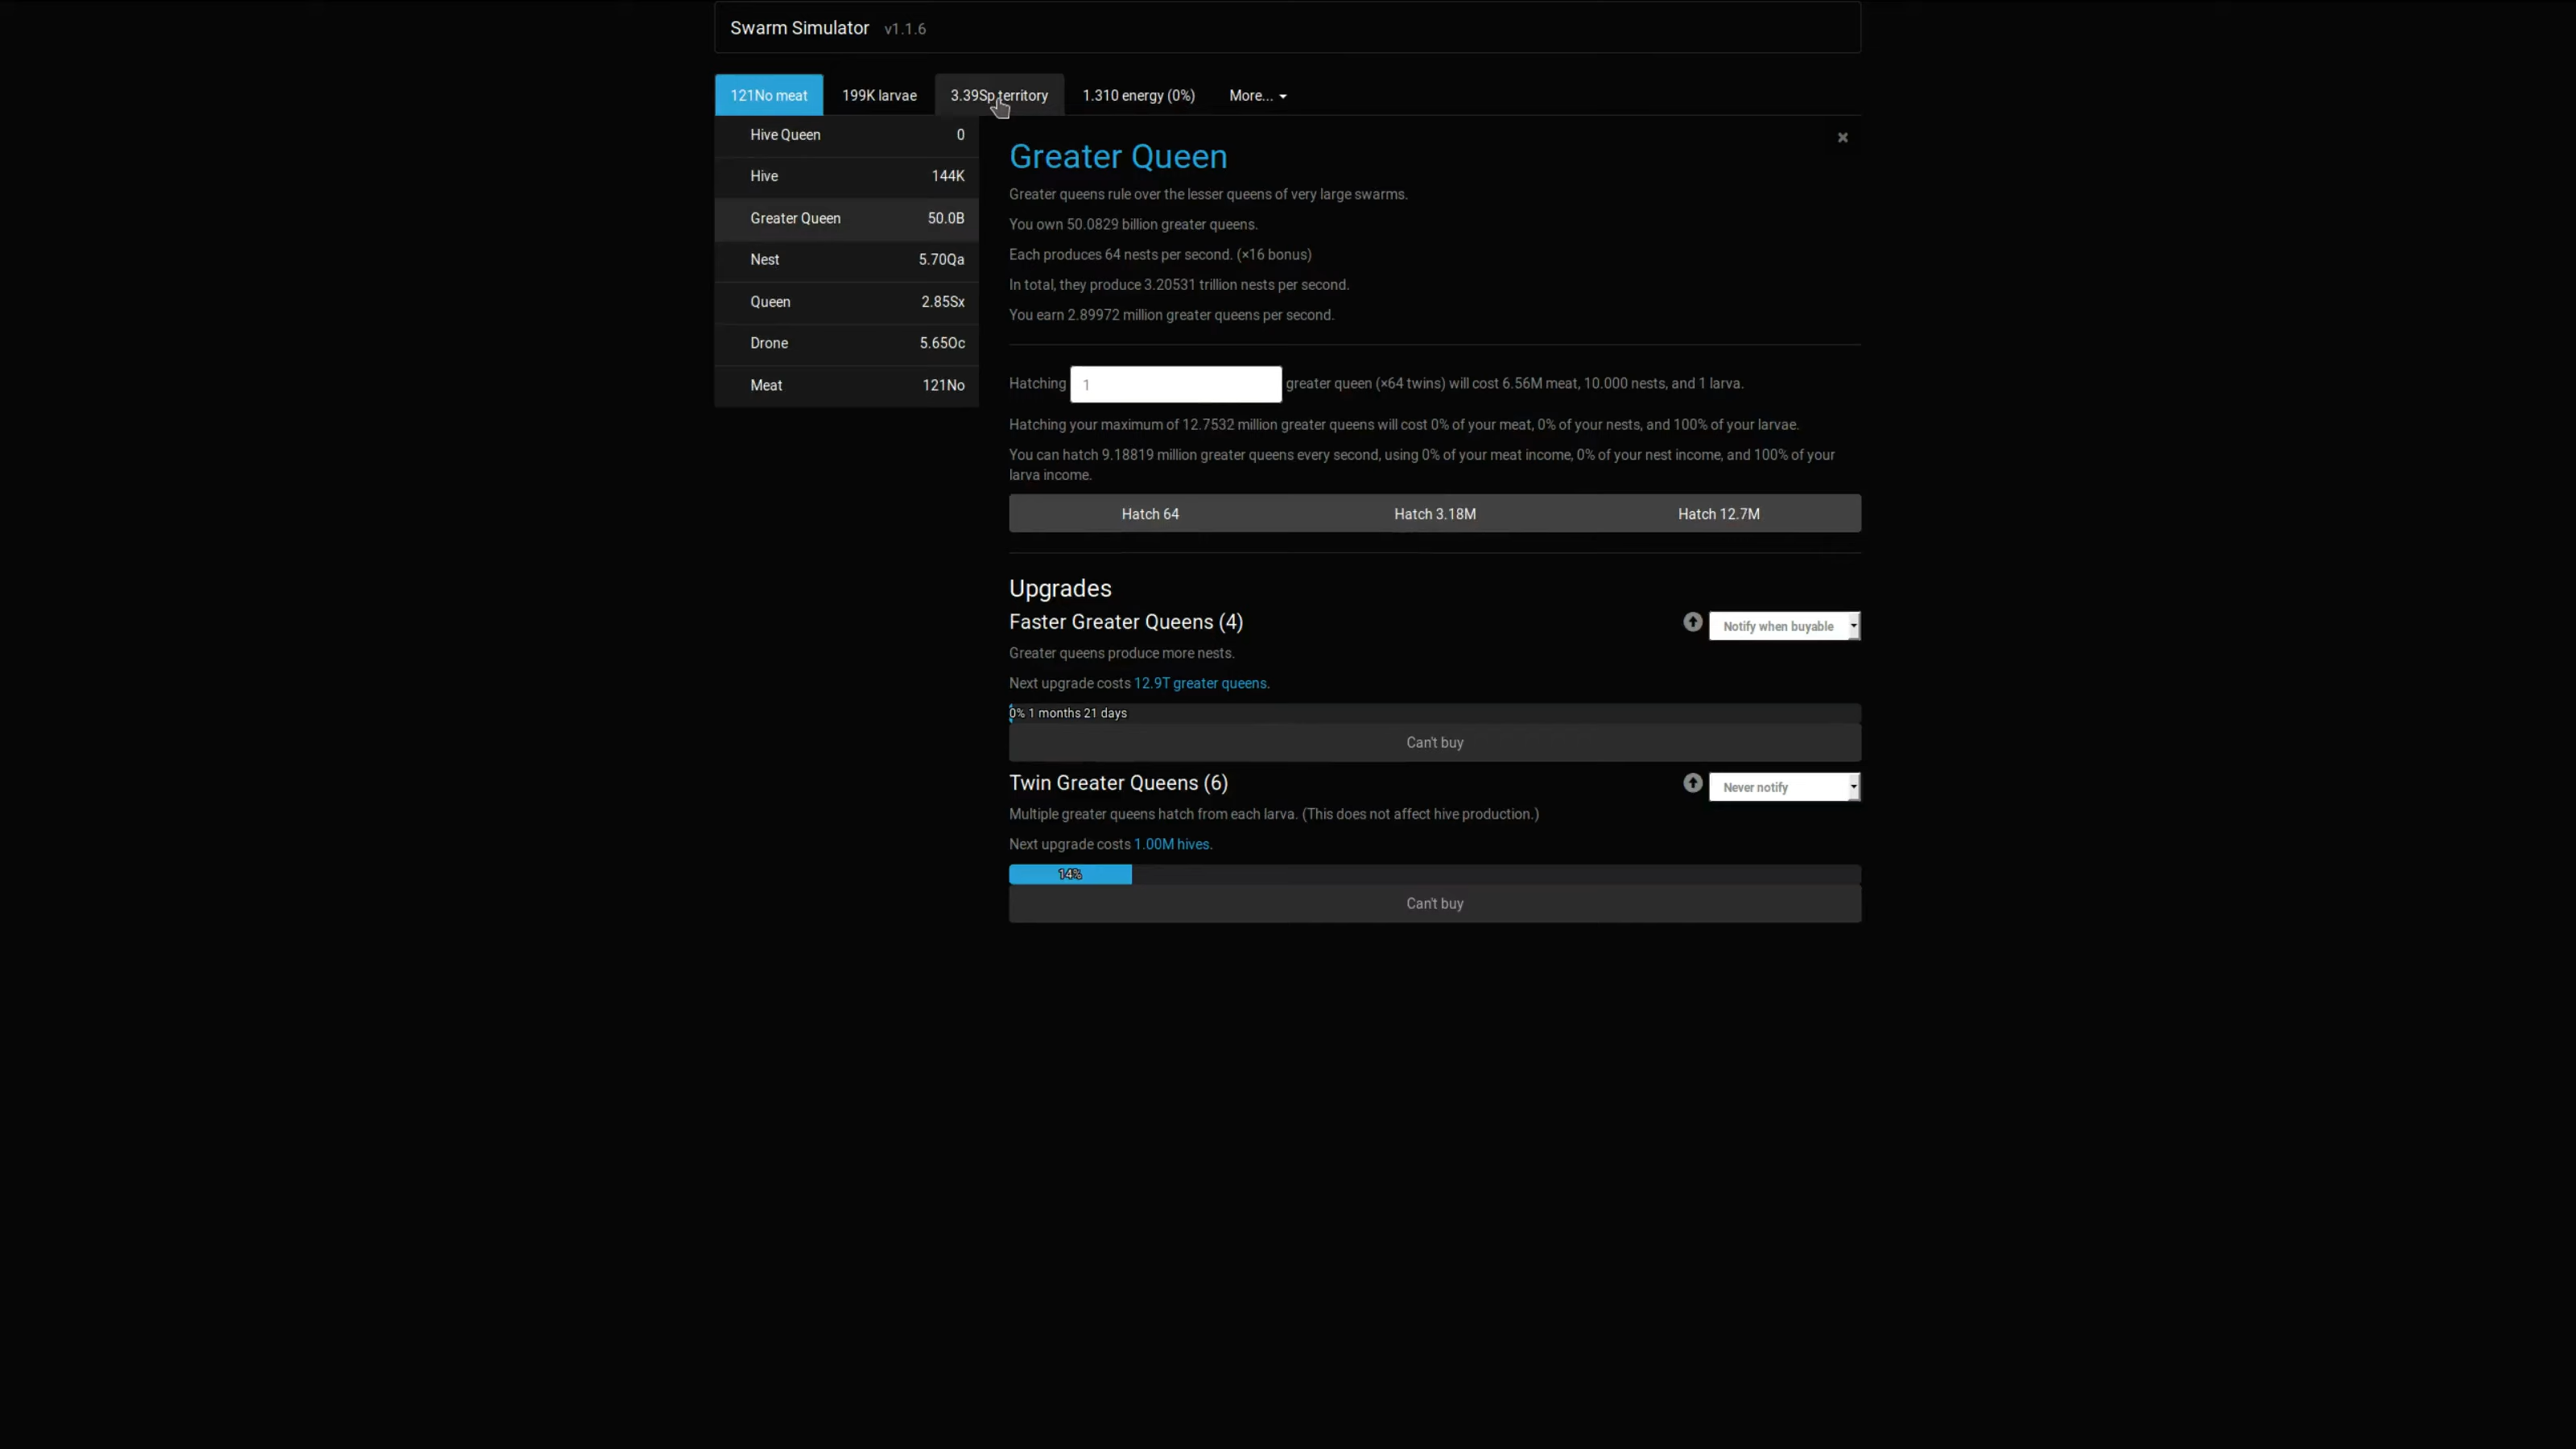 Swarm Simulator v1.1.6
121No meat 199K larvae 3.39Sp territory 1.310 energy (0%) More...
Hive Queen 0
Hive 144K
Greater Queen 50.0B
Nest 5.70Qa
Queen 2.85Sx
Drone 5.65Oc
Meat 121No
Greater Queen
Greater queens rule over the lesser queens of very large swarms.
You own 50.0829 billion greater queens.
Each produces 64 nests per second. (×16 bonus)
In total, they produce 3.20531 trillion nests per second.
You earn 2.89972 million greater queens per second.
Hatching 1 greater queen (×64 twins) will cost 6.56M meat, 10.000 nests, and 1 larva.
Hatching your maximum of 12.7532 million greater queens will cost 0% of your meat, 0% of your nests, and 100% of your larvae.
You can hatch 9.18819 million greater queens every second, using 0% of your meat income, 0% of your nest income, and 100% of your
larva income.
Hatch 64 Hatch 3.18M Hatch 12.7M
Upgrades
Faster Greater Queens (4) Notify when buyable
Greater queens produce more nests.
Next upgrade costs 12.9T greater queens.
0% 1 months 21 days
Can't buy
Twin Greater Queens (6) Never notify
Multiple greater queens hatch from each larva. (This does not affect hive production.)
Next upgrade costs 1.00M hives.
14%
Can't buy